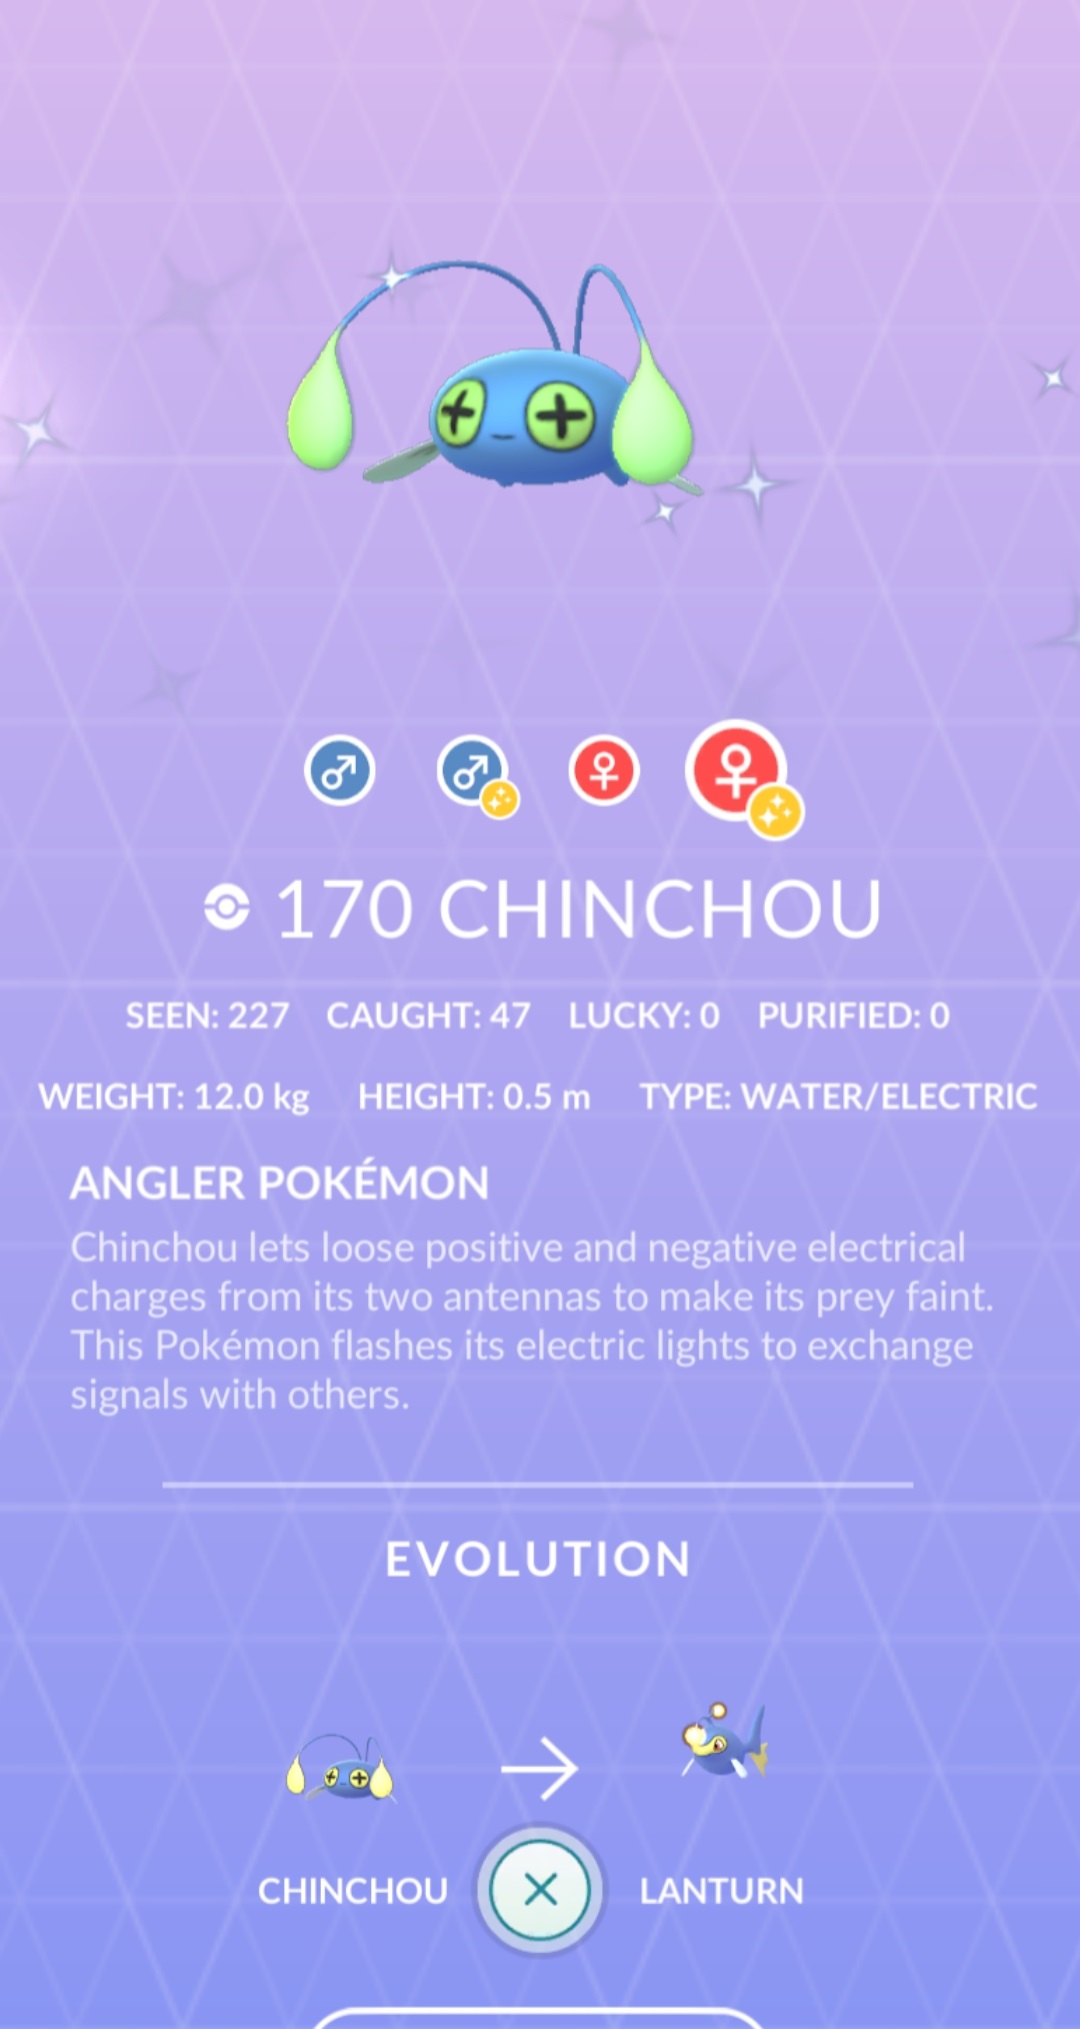 170 CHINCHOU
SEEN: 227 CAUGHT: 47 LUCKY: 0 PURIFIED: 0
WEIGHT: 12.0 kg HEIGHT: 0.5 m TYPE: WATER/ELECTRIC
ANGLER POKÉMON
Chinchou lets loose positive and negative electrical
charges from its two antennas to make its prey faint.
This Pokémon flashes its electric lights to exchange
signals with others.
EVOLUTION
CHINCHOU LANTURN